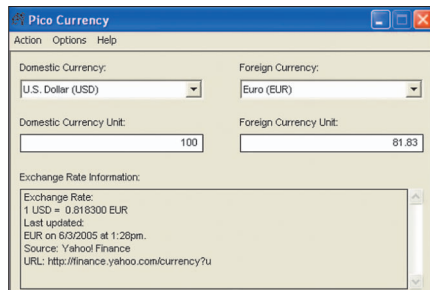 Pico Currency
Action Options Help
Domestic Currency: Foreign Currency:
U.S. Dollar (USD) Euro (EUR)
Domestic Currency Unit: Foreign Currency Unit:
100 81.83
Exchange Rate Information:
Exchange Rate:
1 USD = 0.818300 EUR
Last updated:
EUR on 6/3/2005 at 1:28pm.
Source: Yahoo! Finance
URL: http://finance.yahoo.com/currency?u